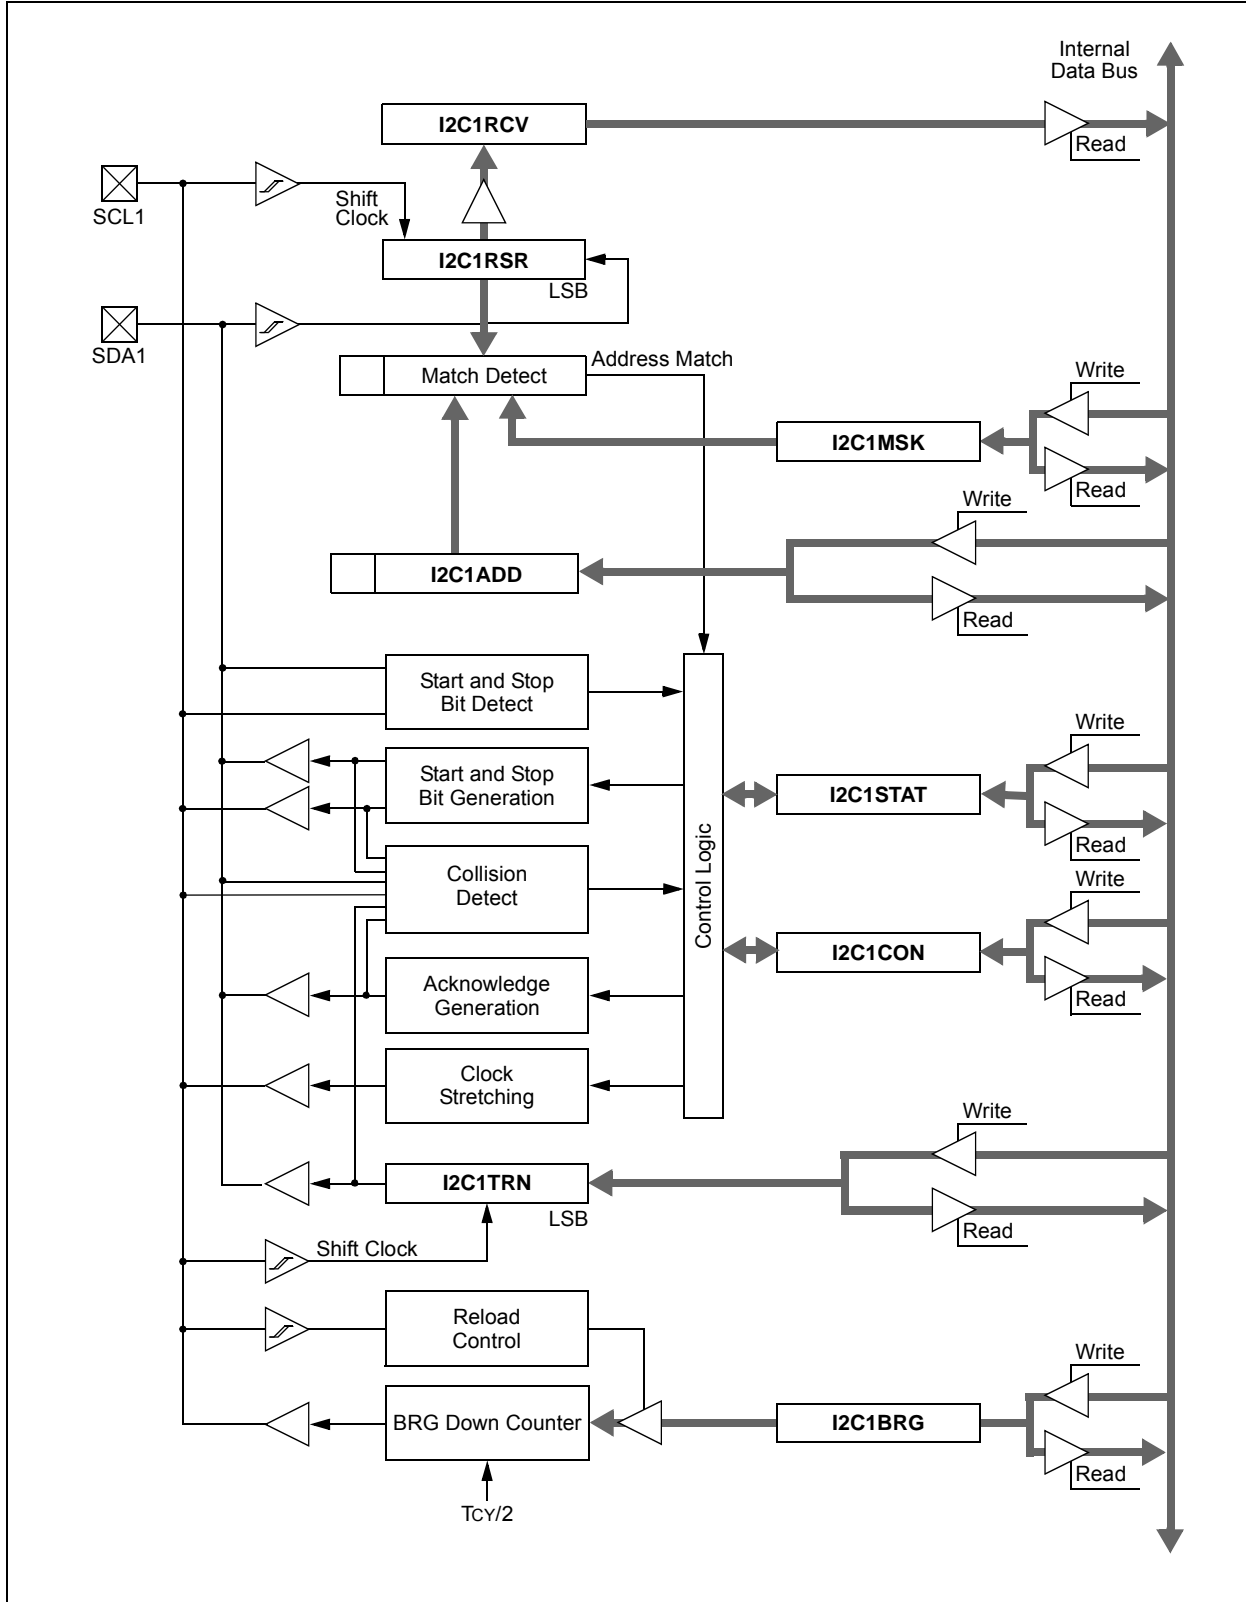 Internal
Data Bus
I2C1RCV
Read
SCL1
Shift
Clock
I2C1RSR
LSB
SDA1
Match Detect
Address Match
Write
I2C1MSK
Read
Write
I2C1ADD
Read
Start and Stop
Bit Detect
Write
Start and Stop
Bit Generation
I2C1STAT
Read
Control Logic
Collision
Detect
Write
I2C1CON
Read
Acknowledge
Generation
Clock
Stretching
Write
I2C1TRN
LSB
Read
Shift Clock
Reload
Control
Write
BRG Down Counter
I2C1BRG
Read
TCY/2